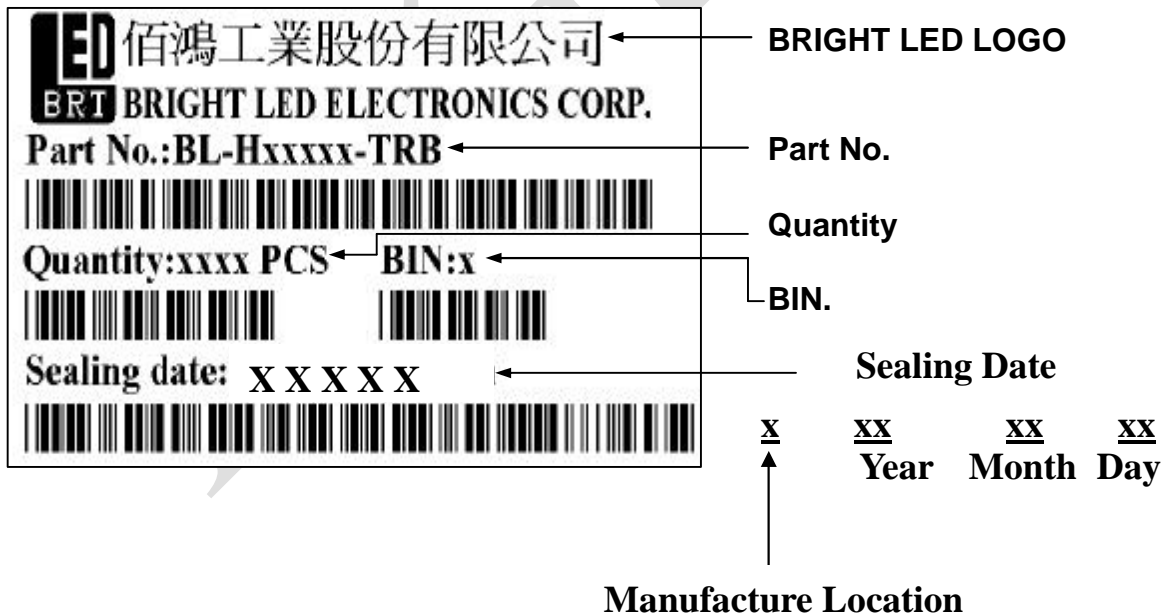 LED 佰鴻工業股份有限公司
BRT BRIGHT LED ELECTRONICS CORP.
Part No.:BL-Hxxxxx-TRB
Quantity:xxxx PCS BIN:x
Sealing date: X X X X X
BRIGHT LED LOGO
Part No.
Quantity
BIN.
Sealing Date
x xx xx xx
Year Month Day
Manufacture Location